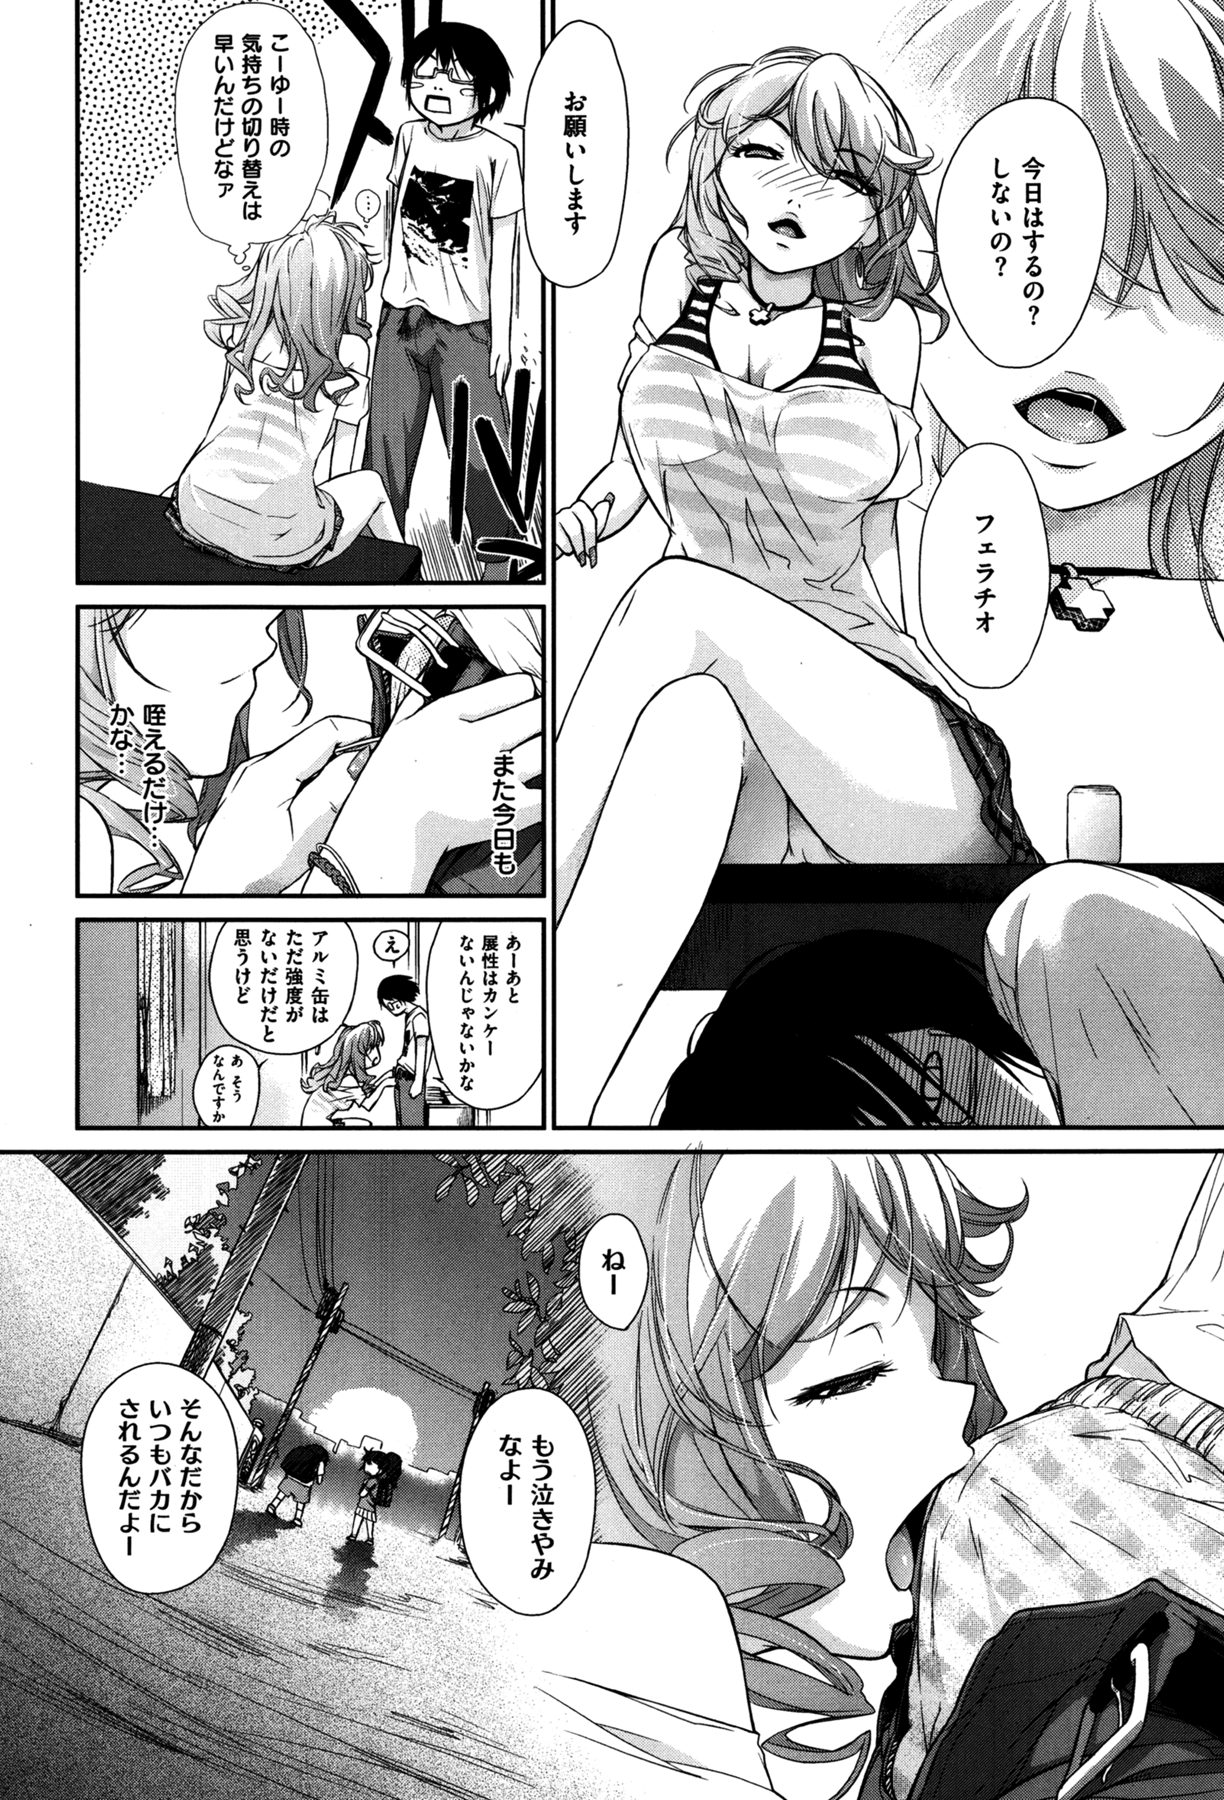 今日はするの？
しないの？
フェラチオ
お願いします
…
こーゆー時の
気持ちの切り替えは
早いんだけどなァ
また今日も
咥えるだけ…
かな…
あーあと
展性はカンケー
ないんじゃないかな
え
アルミ缶は
ただ強度が
ないだけだと
思うけど
あ そう
なんですか
ねー
もう泣きやみ
なよー
そんなだから
いつもバカに
されるんだよー